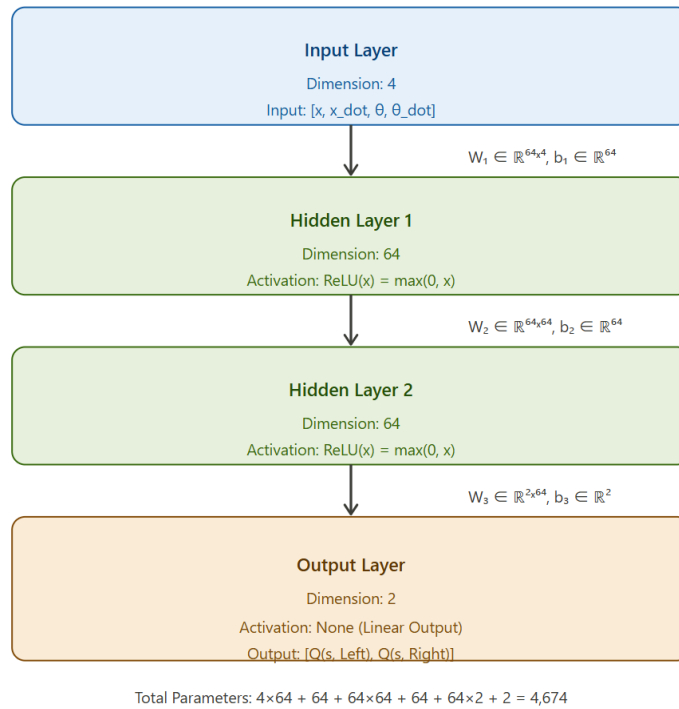 Input Layer
Dimension: 4
Input: [x, x_dot, θ, θ_dot]
W₁ ∈ ℝ⁶⁴ˣ⁴, b₁ ∈ ℝ⁶⁴
Hidden Layer 1
Dimension: 64
Activation: ReLU(x) = max(0, x)
W₂ ∈ ℝ⁶⁴ˣ⁶⁴, b₂ ∈ ℝ⁶⁴
Hidden Layer 2
Dimension: 64
Activation: ReLU(x) = max(0, x)
W₃ ∈ ℝ²ˣ⁶⁴, b₃ ∈ ℝ²
Output Layer
Dimension: 2
Activation: None (Linear Output)
Output: [Q(s, Left), Q(s, Right)]
Total Parameters: 4×64 + 64 + 64×64 + 64 + 64×2 + 2 = 4,674